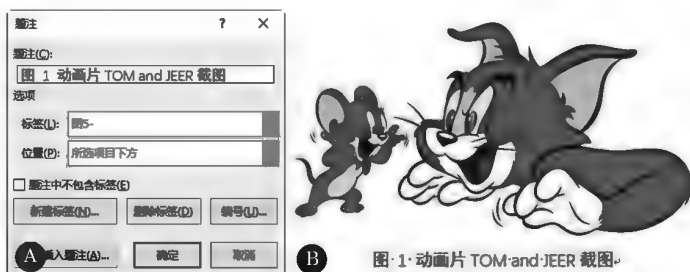 题注
? ×
题注(C):
图 1 动画片 TOM and JEER 截图
选项
标签(L): 图5-
位置(P): 所选项目下方
题注中不包含标签(E)
新建标签(N)... 删除标签(D) 编号(U)...
A 插入题注(A)... 确定 取消
B 图·1·动画片 TOM·and·JEER 截图